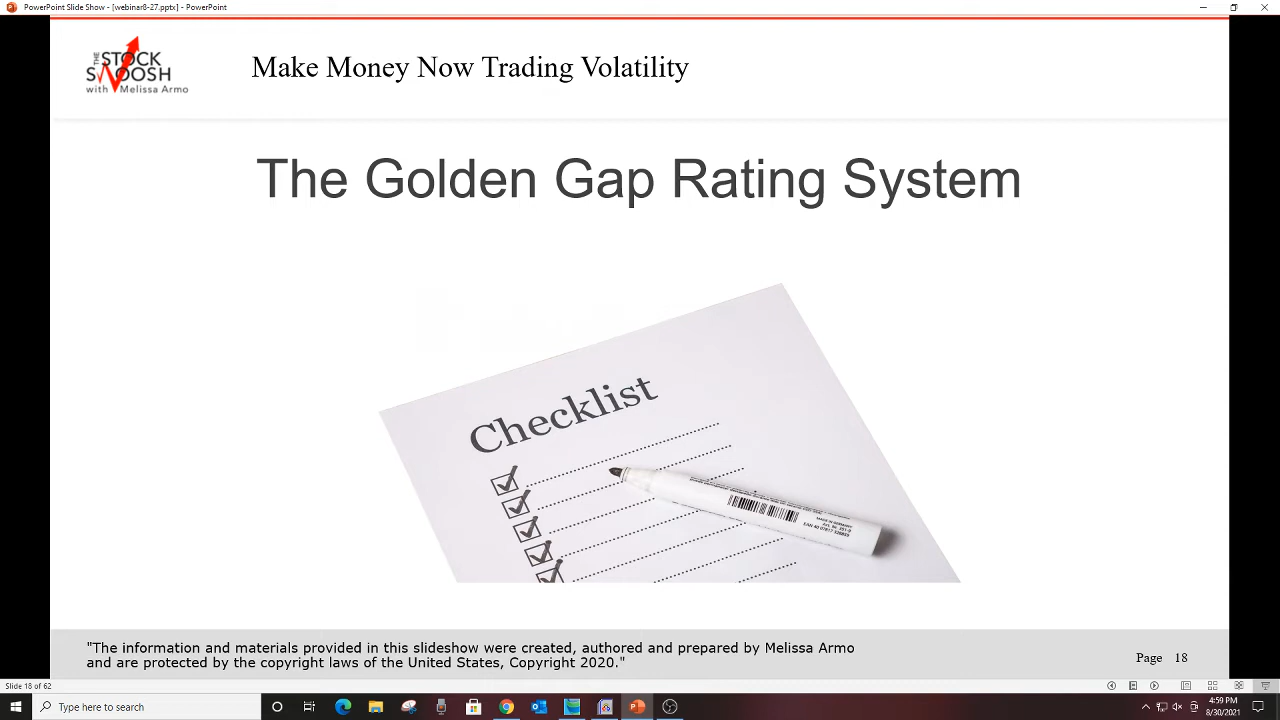 PowerPoint Slide Show - [webinar8-27.pptx] - PowerPoint
THE
STOCK
SWOOSH
with Melissa Armo
Make Money Now Trading Volatility
The Golden Gap Rating System
Checklist
MADE IN GERMANY
"The information and materials provided in this slideshow were created, authored and prepared by Melissa Armo
and are protected by the copyright laws of the United States, Copyright 2020."
Page 18
Slide 18 of 62
Type here to search
4:59 PM
8/30/2021